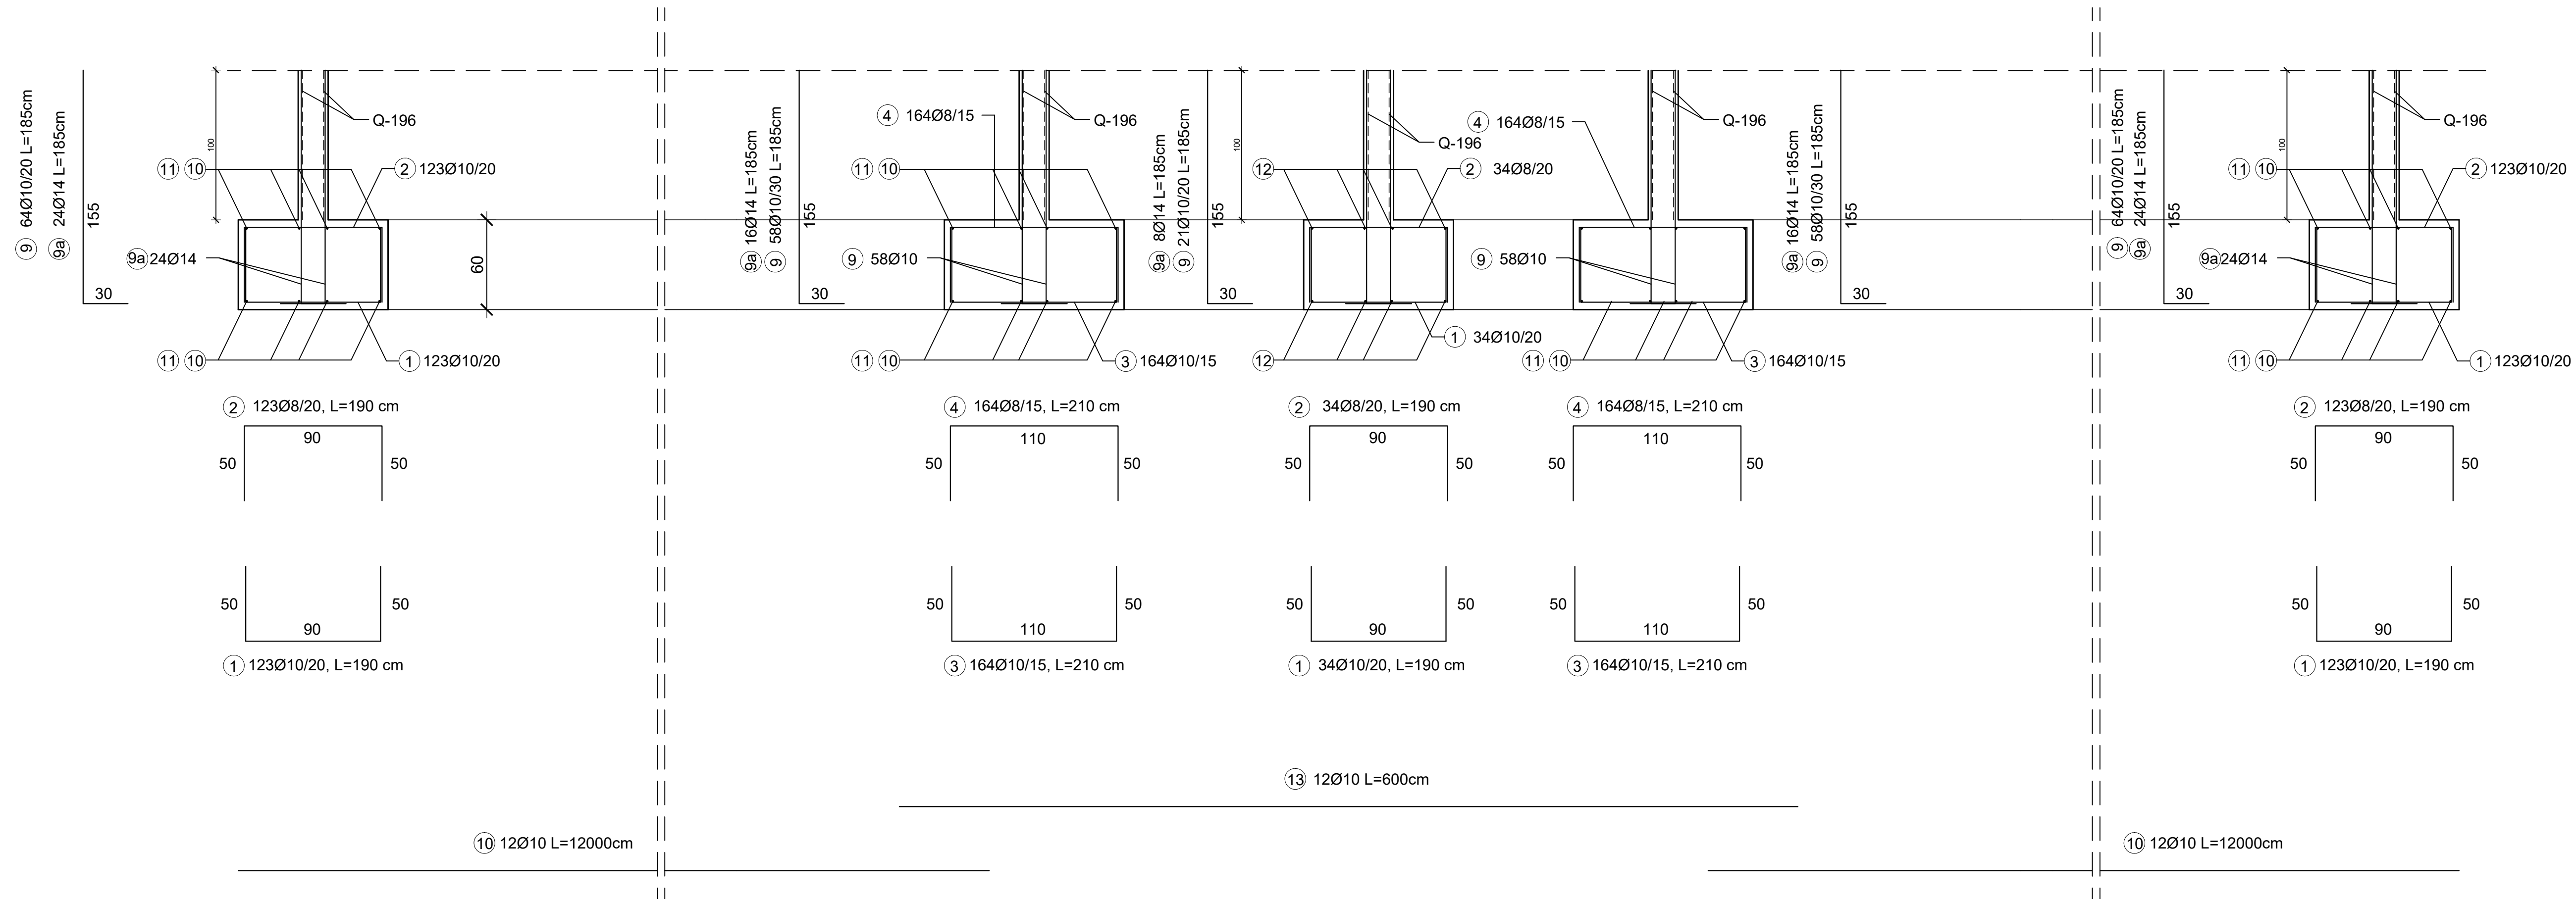 ⑨ 64Ø10/20 L=185cm
9a 24Ø14 L=185cm
155
30
100
Q-196
⑪ ⑩
② 123Ø10/20
9a 24Ø14
60
⑪ ⑩
① 123Ø10/20
② 123Ø8/20, L=190 cm
90
50
50
50
50
90
① 123Ø10/20, L=190 cm
9a 16Ø14 L=185cm
⑨ 58Ø10/30 L=185cm
155
30
④ 164Ø8/15
Q-196
⑪ ⑩
⑨ 58Ø10
⑪ ⑩
③ 164Ø10/15
④ 164Ø8/15, L=210 cm
110
50
50
50
50
110
③ 164Ø10/15, L=210 cm
9a 8Ø14 L=185cm
⑨ 21Ø10/20 L=185cm
155
30
100
Q-196
⑫
② 34Ø8/20
⑫
① 34Ø10/20
② 34Ø8/20, L=190 cm
90
50
50
50
50
90
① 34Ø10/20, L=190 cm
④ 164Ø8/15
Q-196
⑨ 58Ø10
⑪ ⑩
③ 164Ø10/15
④ 164Ø8/15, L=210 cm
110
50
50
50
50
110
③ 164Ø10/15, L=210 cm
9a 16Ø14 L=185cm
⑨ 58Ø10/30 L=185cm
155
30
⑨ 64Ø10/20 L=185cm
9a 24Ø14 L=185cm
155
30
100
Q-196
⑪ ⑩
② 123Ø10/20
9a 24Ø14
⑪ ⑩
① 123Ø10/20
② 123Ø8/20, L=190 cm
90
50
50
50
50
90
① 123Ø10/20, L=190 cm
⑬ 12Ø10 L=600cm
⑩ 12Ø10 L=12000cm
⑩ 12Ø10 L=12000cm